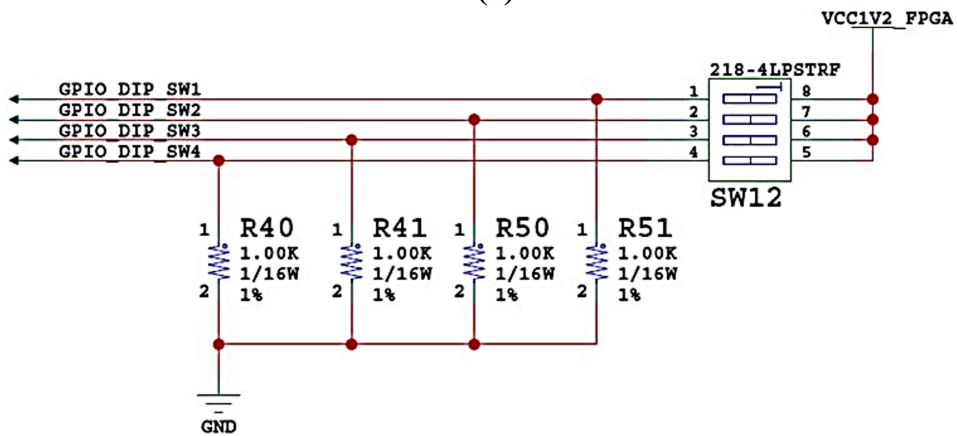 VCC1V2_FPGA
218-4LPSTRF
GPIO_DIP_SW1
1
8
GPIO_DIP_SW2
2
7
GPIO_DIP_SW3
3
6
GPIO_DIP_SW4
4
5
SW12
1
R40
1.00K
1/16W
2
1%
1
R41
1.00K
1/16W
2
1%
1
R50
1.00K
1/16W
2
1%
1
R51
1.00K
1/16W
2
1%
GND